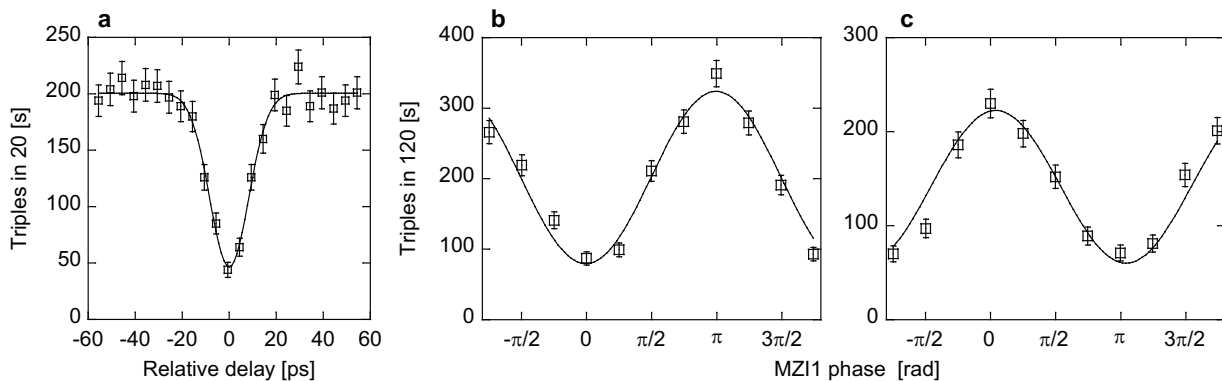 a
b
c
Triples in 20 [s]
250
200
150
100
50
0
-60 -40 -20 0 20 40 60
Relative delay [ps]
Triples in 120 [s]
400
300
200
100
0
-π/2 0 π/2 π 3π/2
300
200
100
0
-π/2 0 π/2 π 3π/2
MZI1 phase [rad]